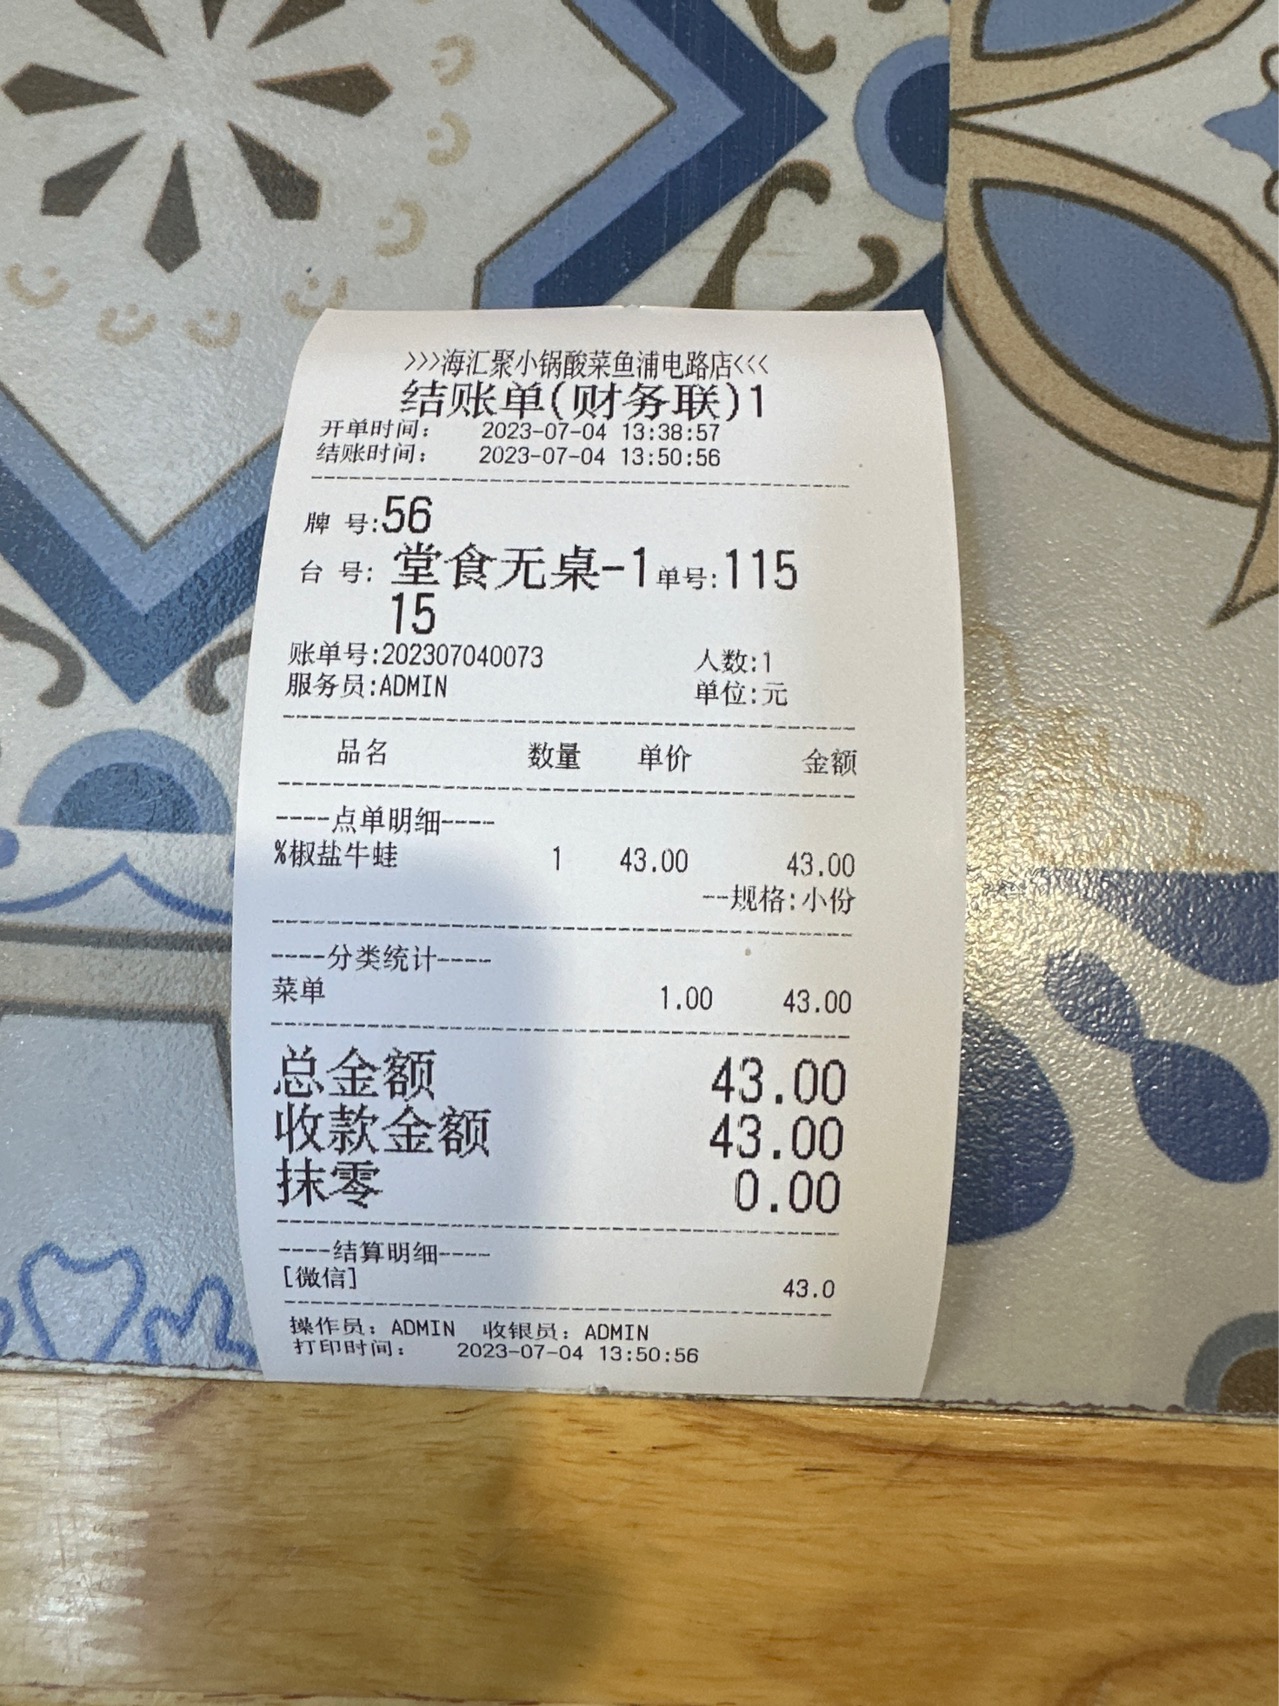 >>>海汇聚小锅酸菜鱼浦电路店<<<
结账单(财务联)1
开单时间: 2023-07-04 13:38:57
结账时间: 2023-07-04 13:50:56
牌 号:56
台 号: 堂食无桌-1 单号:115
15
账单号:202307040073 人数:1
服务员:ADMIN 单位:元
品名 数量 单价 金额
----点单明细----
%椒盐牛蛙 1 43.00 43.00
--规格:小份
----分类统计----
菜单 1.00 43.00
总金额 43.00
收款金额 43.00
抹零 0.00
----结算明细----
[微信] 43.0
操作员: ADMIN 收银员: ADMIN
打印时间: 2023-07-04 13:50:56